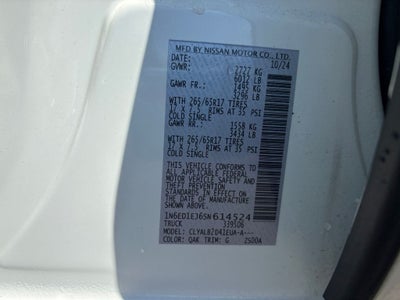 MFD BY NISSAN MOTOR CO., LTD.
DATE: 10/24
GVWR: 2727 KG
6012 LB
GAWR FR.: 1495 KG
3296 LB
WITH 265/65R17 TIRES
17 X 7.5 RIMS AT 35 PSI
COLD SINGLE
GAWR RR.: 1558 KG
3434 LB
WITH 265/65R17 TIRES
17 X 7.5 RIMS AT 35 PSI
COLD SINGLE
THIS VEHICLE CONFORMS TO
ALL APPLICABLE FEDERAL
MOTOR VEHICLE SAFETY
STANDARDS IN EFFECT ON
THE DATE OF MANUFACTURE
SHOWN ABOVE.
1N6ED1EJ6SN614524
TRUCK 339506
MODEL:
COLOR: QAK TRIM: G